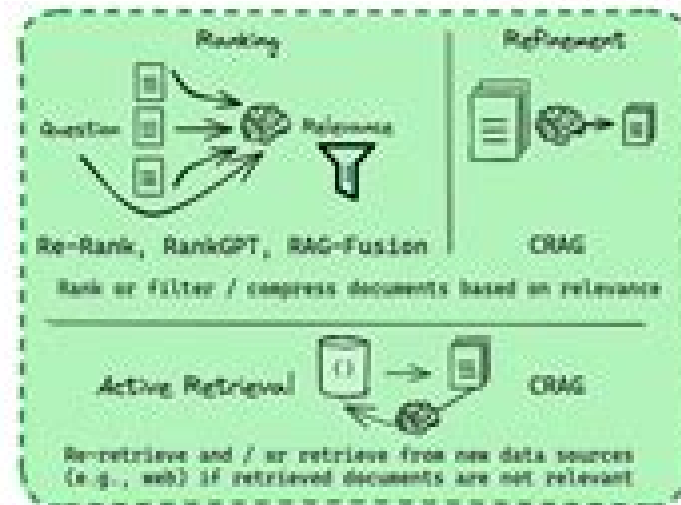 Ranking
Question
Relevance
Re-Rank, RankGPT, RAG-Fusion
Refinement
CRAG
Rank or filter / compress documents based on relevance
Active Retrieval
{}
CRAG
Re-retrieve and / or retrieve from new data sources
(e.g., web) if retrieved documents are not relevant